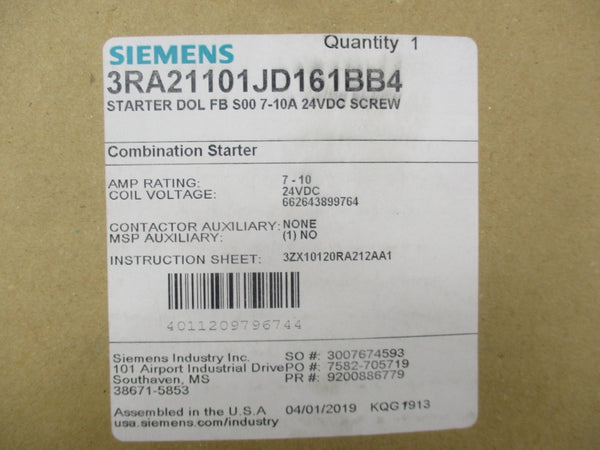 SIEMENS Quantity 1
3RA21101JD161BB4
STARTER DOL FB S00 7-10A 24VDC SCREW
Combination Starter
AMP RATING: 7 - 10
COIL VOLTAGE: 24VDC
662643899764
CONTACTOR AUXILIARY: NONE
MSP AUXILIARY: (1) NO
INSTRUCTION SHEET: 3ZX10120RA212AA1
4011209796744
Siemens Industry Inc. SO #: 3007674593
101 Airport Industrial Drive PO #: 7582-705719
Southaven, MS PR #: 9200886779
38671-5853
Assembled in the U.S.A 04/01/2019 KQG1913
usa.siemens.com/industry